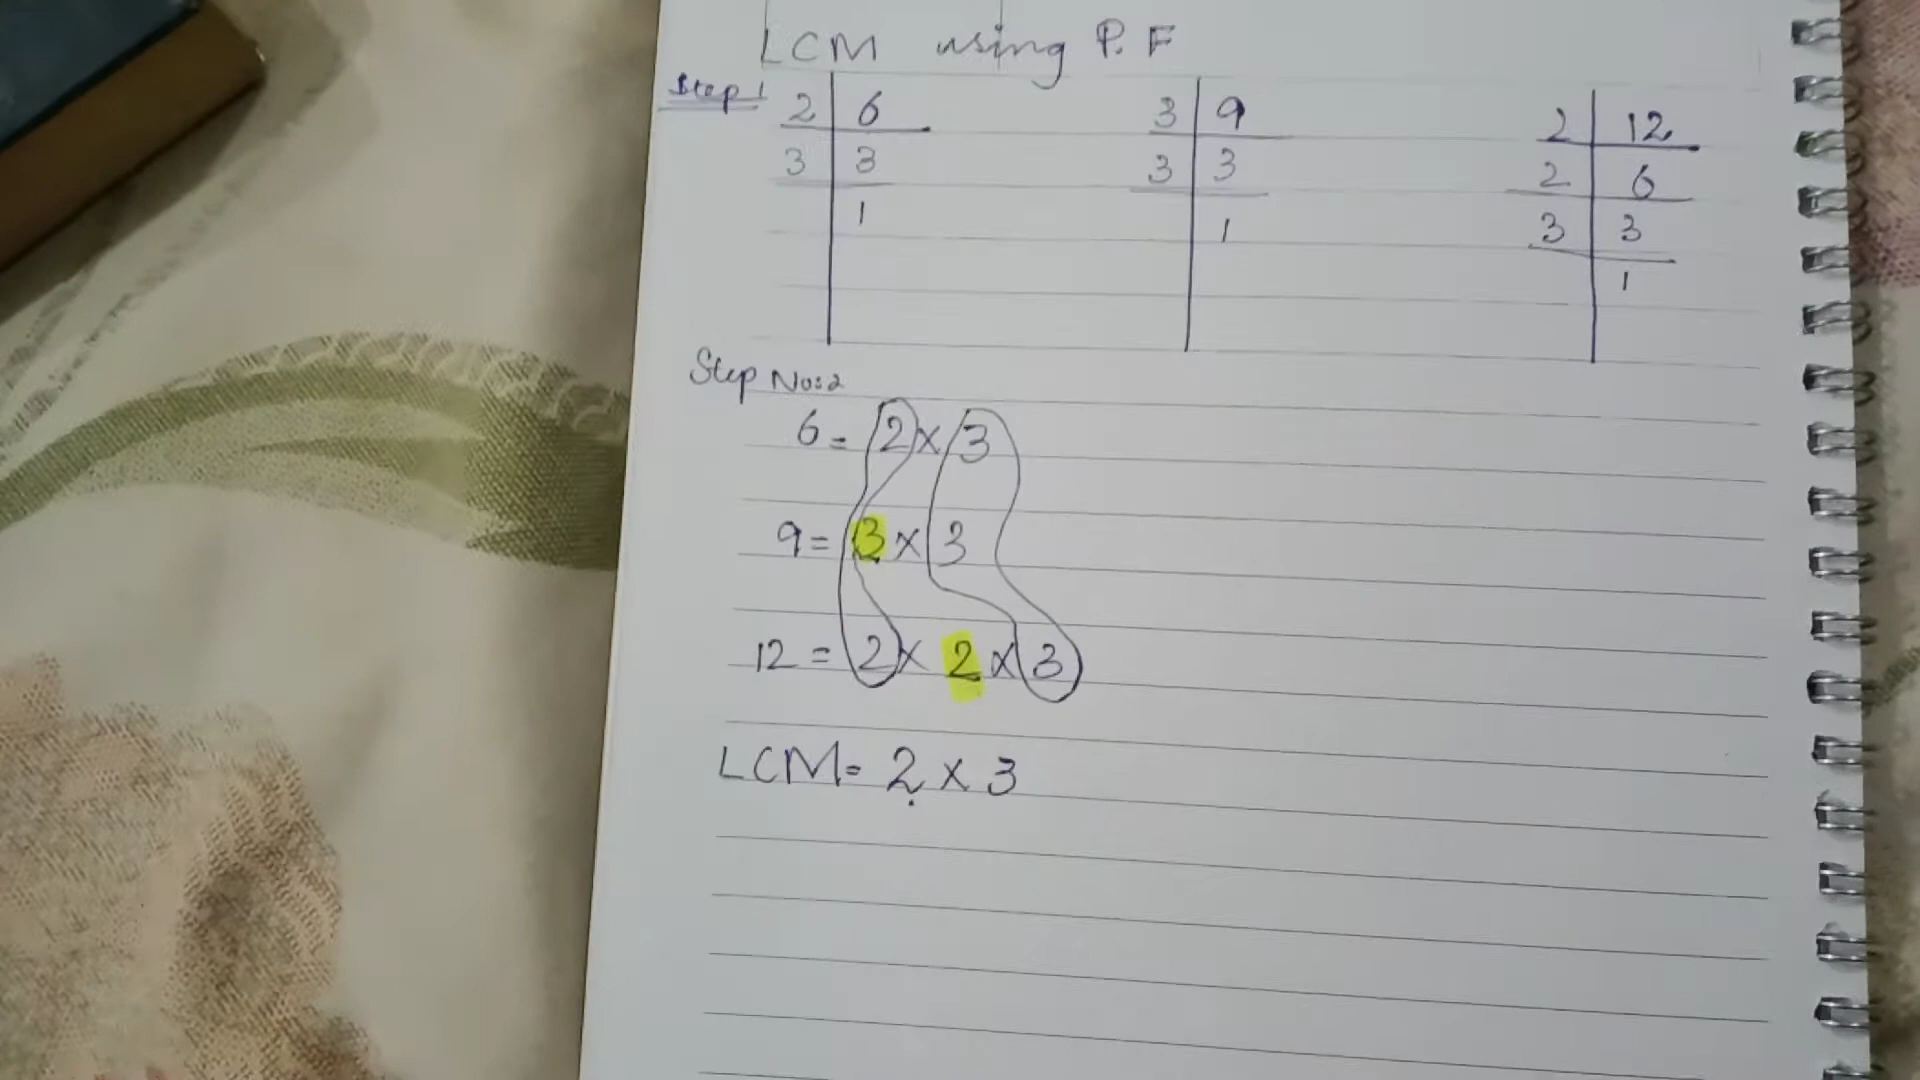 LCM using P.F
Step 1
2 | 6    3 | 9    2 | 12
3 | 3    3 | 3    2 | 6
1    1    3 | 3
1
Step No:2
6 = 2 x 3
9 = 3 x 3
12 = 2 x 2 x 3
LCM = 2 x 3